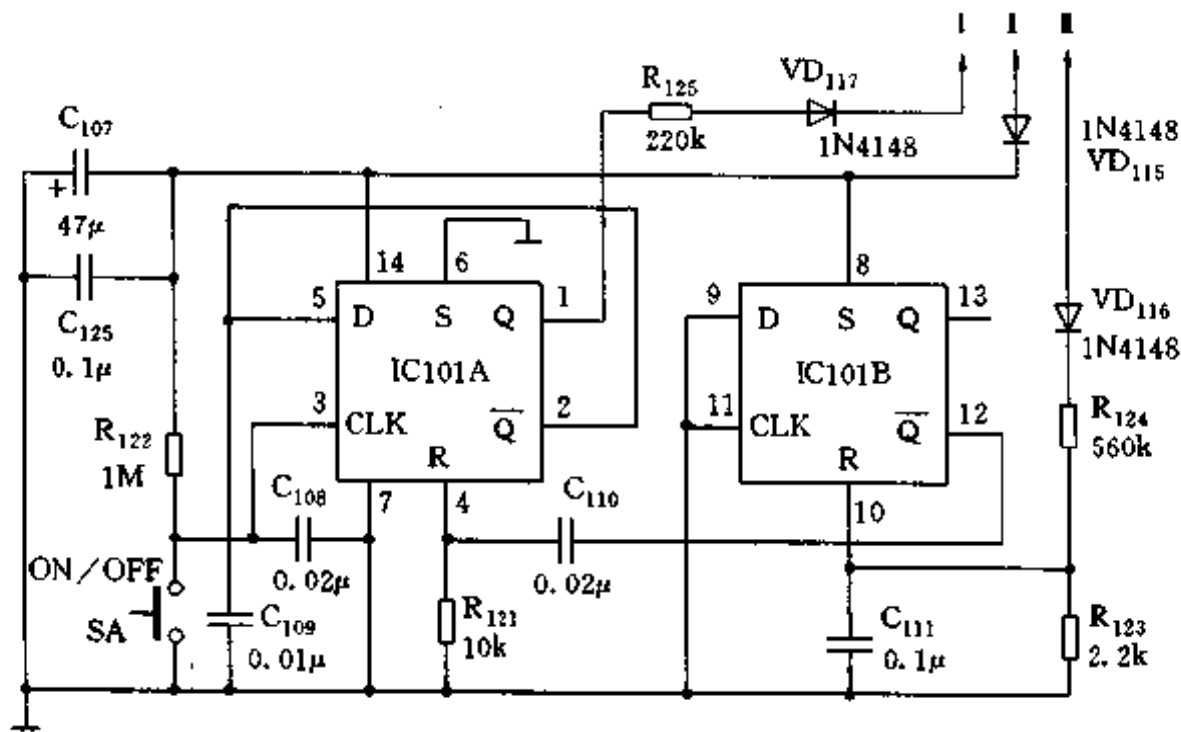 I II III
R125
220k
VD117
1N4148
1N4148
VD115
C107
+
47μ
C125
0.1μ
R122
1M
ON/OFF
SA
14
6
5
D S Q
1
IC101A
3
CLK
Q
2
R
7
4
C108
0.02μ
C109
0.01μ
R121
10k
C110
0.02μ
8
9
D S Q
13
IC101B
11
CLK
Q
12
R
10
C111
0.1μ
VD116
1N4148
R124
560k
R123
2.2k